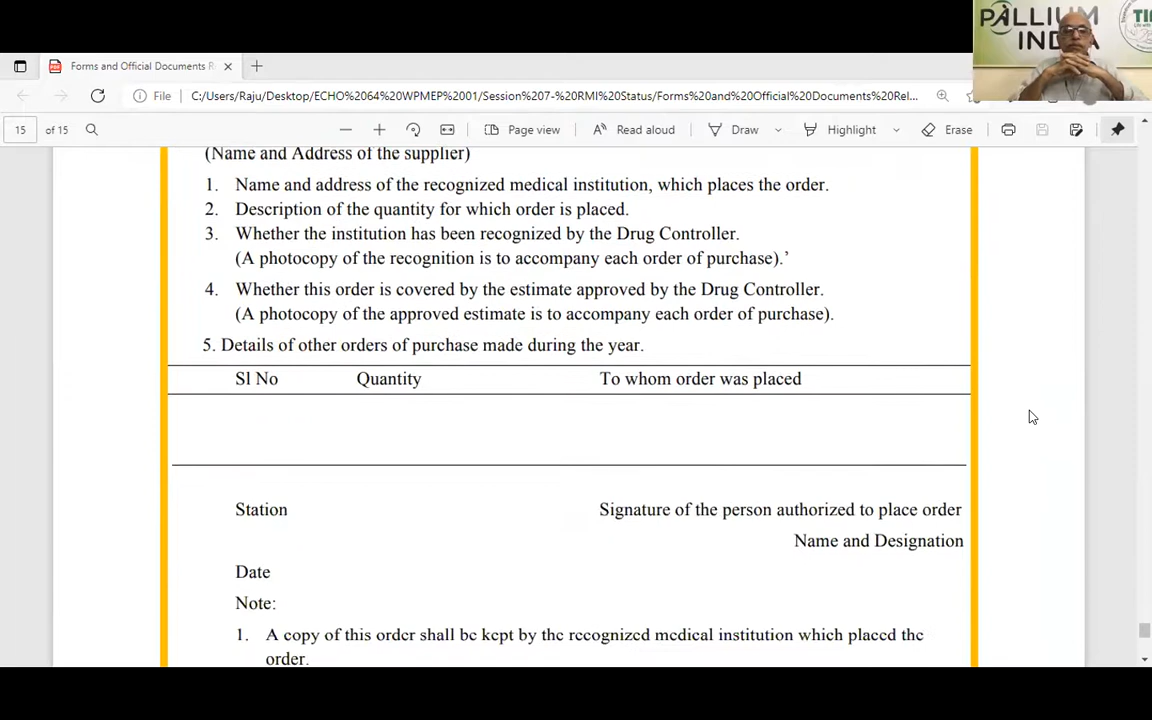 PALLIUM
INDIA
TI
Forms and Official Documents R
File
C:/Users/Raju/Desktop/ECHO%2064%20WPMEP%2001/Session%207-%20RMI%20Status/Forms%20and%20Official%20Documents%20Rel...
15 of 15
Page view
Read aloud
Draw
Highlight
Erase
(Name and Address of the supplier)
1. Name and address of the recognized medical institution, which places the order.
2. Description of the quantity for which order is placed.
3. Whether the institution has been recognized by the Drug Controller.
(A photocopy of the recognition is to accompany each order of purchase).’
4. Whether this order is covered by the estimate approved by the Drug Controller.
(A photocopy of the approved estimate is to accompany each order of purchase).
5. Details of other orders of purchase made during the year.
Sl No Quantity To whom order was placed
Station Signature of the person authorized to place order
Name and Designation
Date
Note:
1. A copy of this order shall be kept by the recognized medical institution which placed the
order.